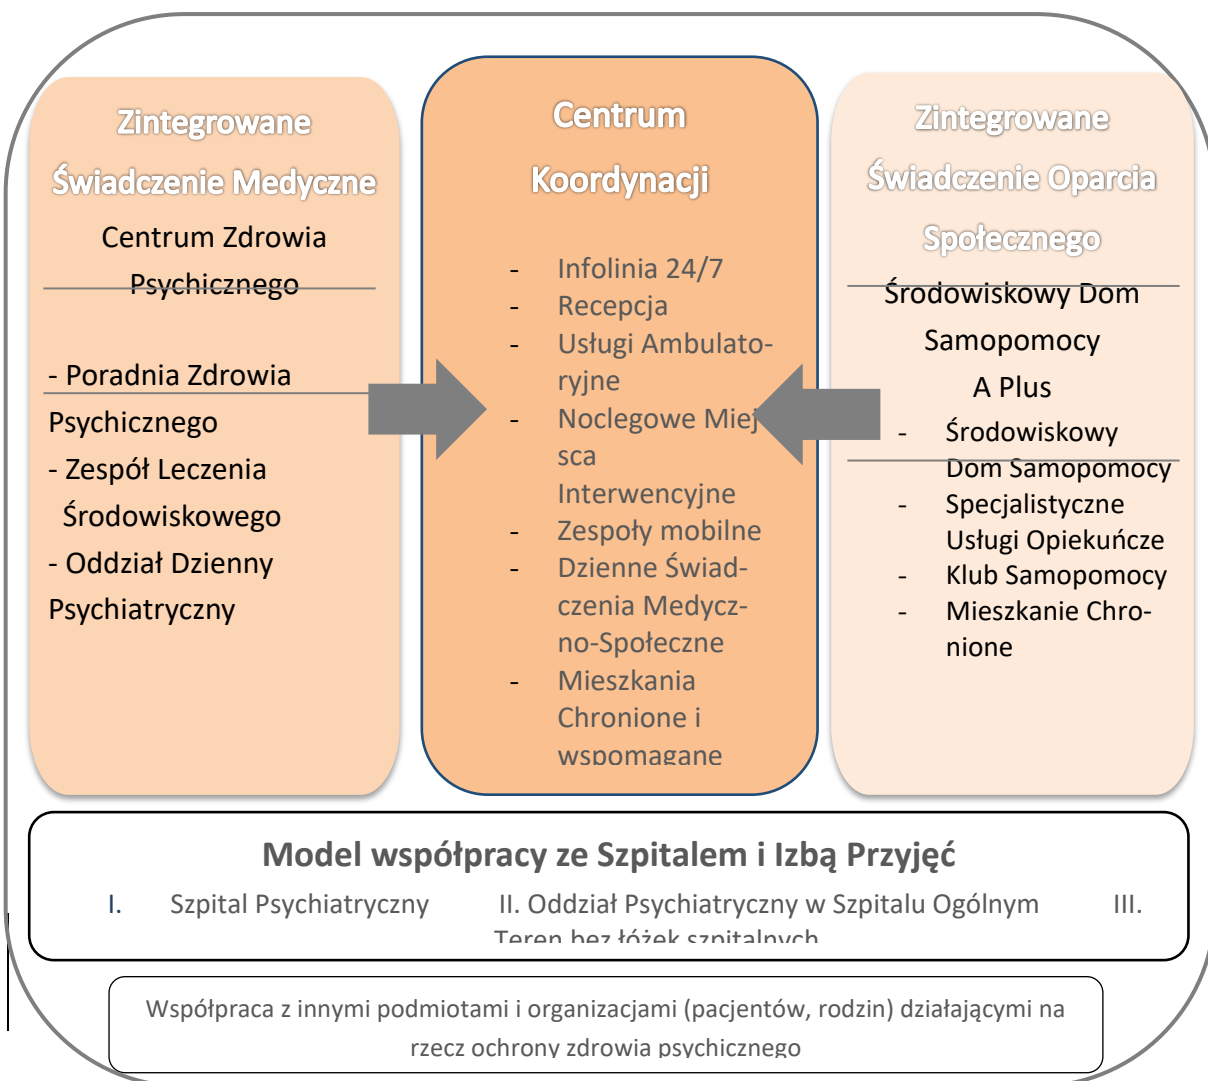 Zintegrowane
Świadczenie Medyczne
Centrum Zdrowia
Psychicznego
- Poradnia Zdrowia
Psychicznego
- Zespół Leczenia
Środowiskowego
- Oddział Dzienny
Psychiatryczny
Centrum
Koordynacji
- Infolinia 24/7
- Recepcja
- Usługi Ambulato-
ryjne
- Noclegowe Miej
sca
Interwencyjne
- Zespoły mobilne
- Dzienne Świad-
czenia Medycz-
no-Społeczne
- Mieszkania
Chronione i
wspomagane
Zintegrowane
Świadczenie Oparcia
Społecznego
Środowiskowy Dom
Samopomocy
A Plus
- Środowiskowy
Dom Samopomocy
- Specjalistyczne
Usługi Opiekuńcze
- Klub Samopomocy
- Mieszkanie Chro-
nione
Model współpracy ze Szpitalem i Izbą Przyjęć
I. Szpital Psychiatryczny II. Oddział Psychiatryczny w Szpitalu Ogólnym III.
Teren bez łóżek szpitalnych
Współpraca z innymi podmiotami i organizacjami (pacjentów, rodzin) działającymi na
rzecz ochrony zdrowia psychicznego